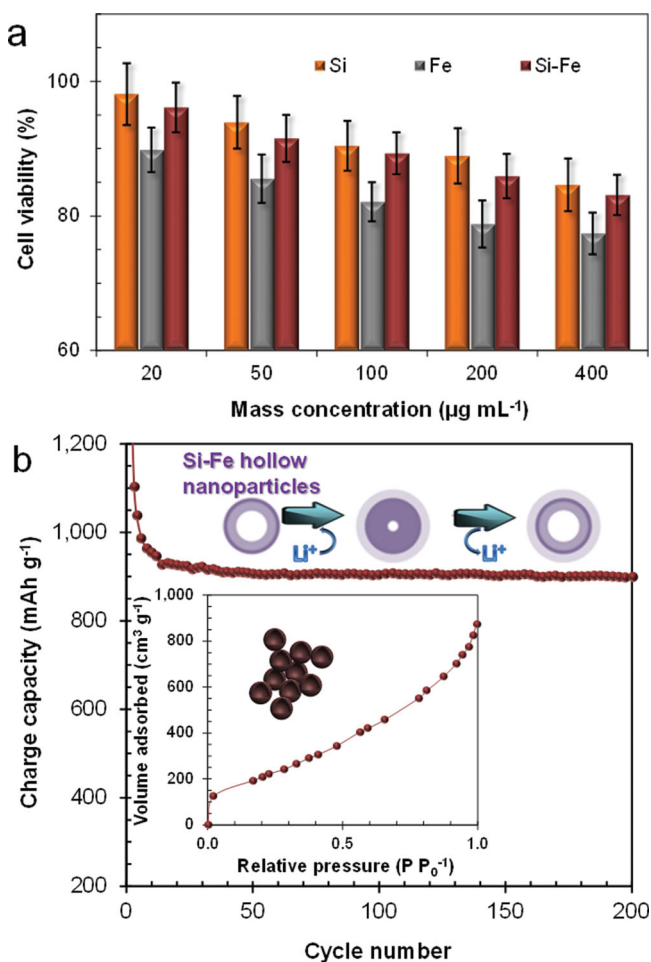 a
Si Fe Si-Fe
100
80
60
Cell viability (%)
20 50 100 200 400
Mass concentration (µg mL⁻¹)
b
1,200
1,000
800
600
400
200
Charge capacity (mAh g⁻¹)
Si-Fe hollow
nanoparticles
Li⁺ Li⁺
1,000
800
600
400
200
0
Volume adsorbed (cm³ g⁻¹)
0.0 0.5 1.0
Relative pressure (P P₀⁻¹)
0 50 100 150 200
Cycle number